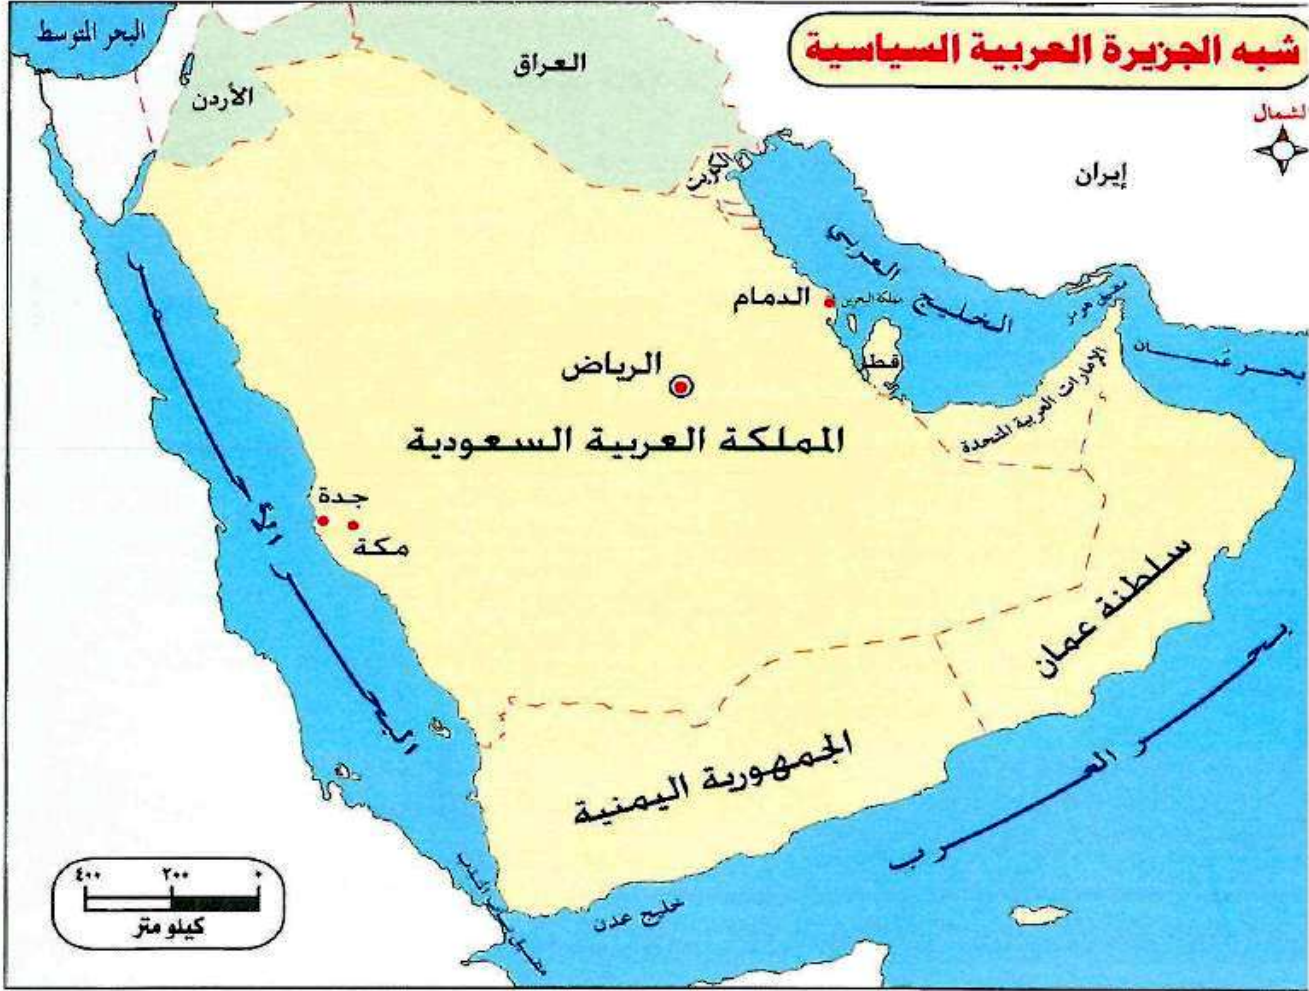 شبه الجزيرة العربية السياسية
الشمال
البحر المتوسط
العراق
الأردن
إيران
الكويت
الخليج العربي
الدمام
مملكة البحرين
مضيق هرمز
قطر
بحر عُمان
الإمارات العربية المتحدة
الرياض
المملكة العربية السعودية
جدة
مكة
البحر الأحمر
سلطنة عمان
بحر العرب
الجمهورية اليمنية
خليج عدن
مضيق باب المندب
٤٠٠ ٢٠٠ ٠
كيلو متر